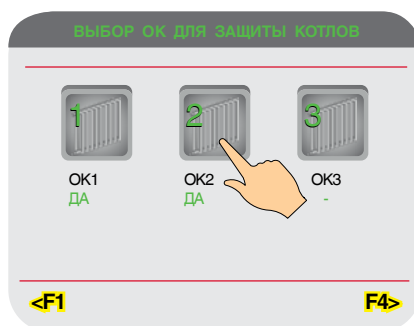 ВЫБОР ОК ДЛЯ ЗАЩИТЫ КОТЛОВ
1 2 3
ОК1 ОК2 ОК3
ДА ДА -
<F1 F4>